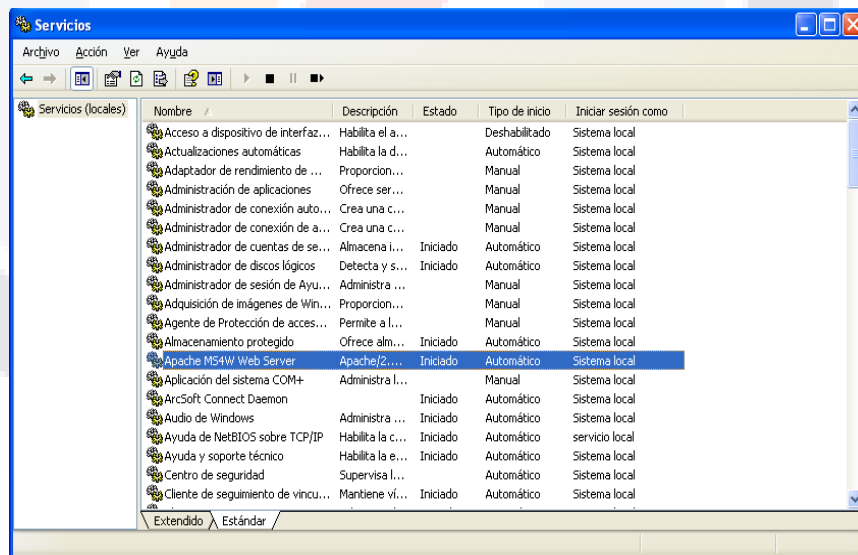 Servicios
Archivo Acción Ver Ayuda
Servicios (locales)
Nombre Descripción Estado Tipo de inicio Iniciar sesión como
Acceso a dispositivo de interfaz... Habilita el a... Deshabilitado Sistema local
Actualizaciones automáticas Habilita la d... Automático Sistema local
Adaptador de rendimiento de ... Proporcion... Manual Sistema local
Administración de aplicaciones Ofrece ser... Manual Sistema local
Administrador de conexión auto... Crea una c... Manual Sistema local
Administrador de conexión de a... Crea una c... Manual Sistema local
Administrador de cuentas de se... Almacena i... Iniciado Automático Sistema local
Administrador de discos lógicos Detecta y s... Iniciado Automático Sistema local
Administrador de sesión de Ayu... Administra ... Manual Sistema local
Adquisición de imágenes de Win... Proporcion... Manual Sistema local
Agente de Protección de acces... Permite a l... Manual Sistema local
Almacenamiento protegido Ofrece alm... Iniciado Automático Sistema local
Apache MS4W Web Server Apache/2.... Iniciado Automático Sistema local
Aplicación del sistema COM+ Administra l... Manual Sistema local
ArcSoft Connect Daemon Iniciado Automático Sistema local
Audio de Windows Administra ... Iniciado Automático Sistema local
Ayuda de NetBIOS sobre TCP/IP Habilita la c... Iniciado Automático servicio local
Ayuda y soporte técnico Habilita la e... Iniciado Automático Sistema local
Centro de seguridad Supervisa l... Automático Sistema local
Cliente de seguimiento de vincu... Mantiene ví... Iniciado Automático Sistema local
Extendido Estándar